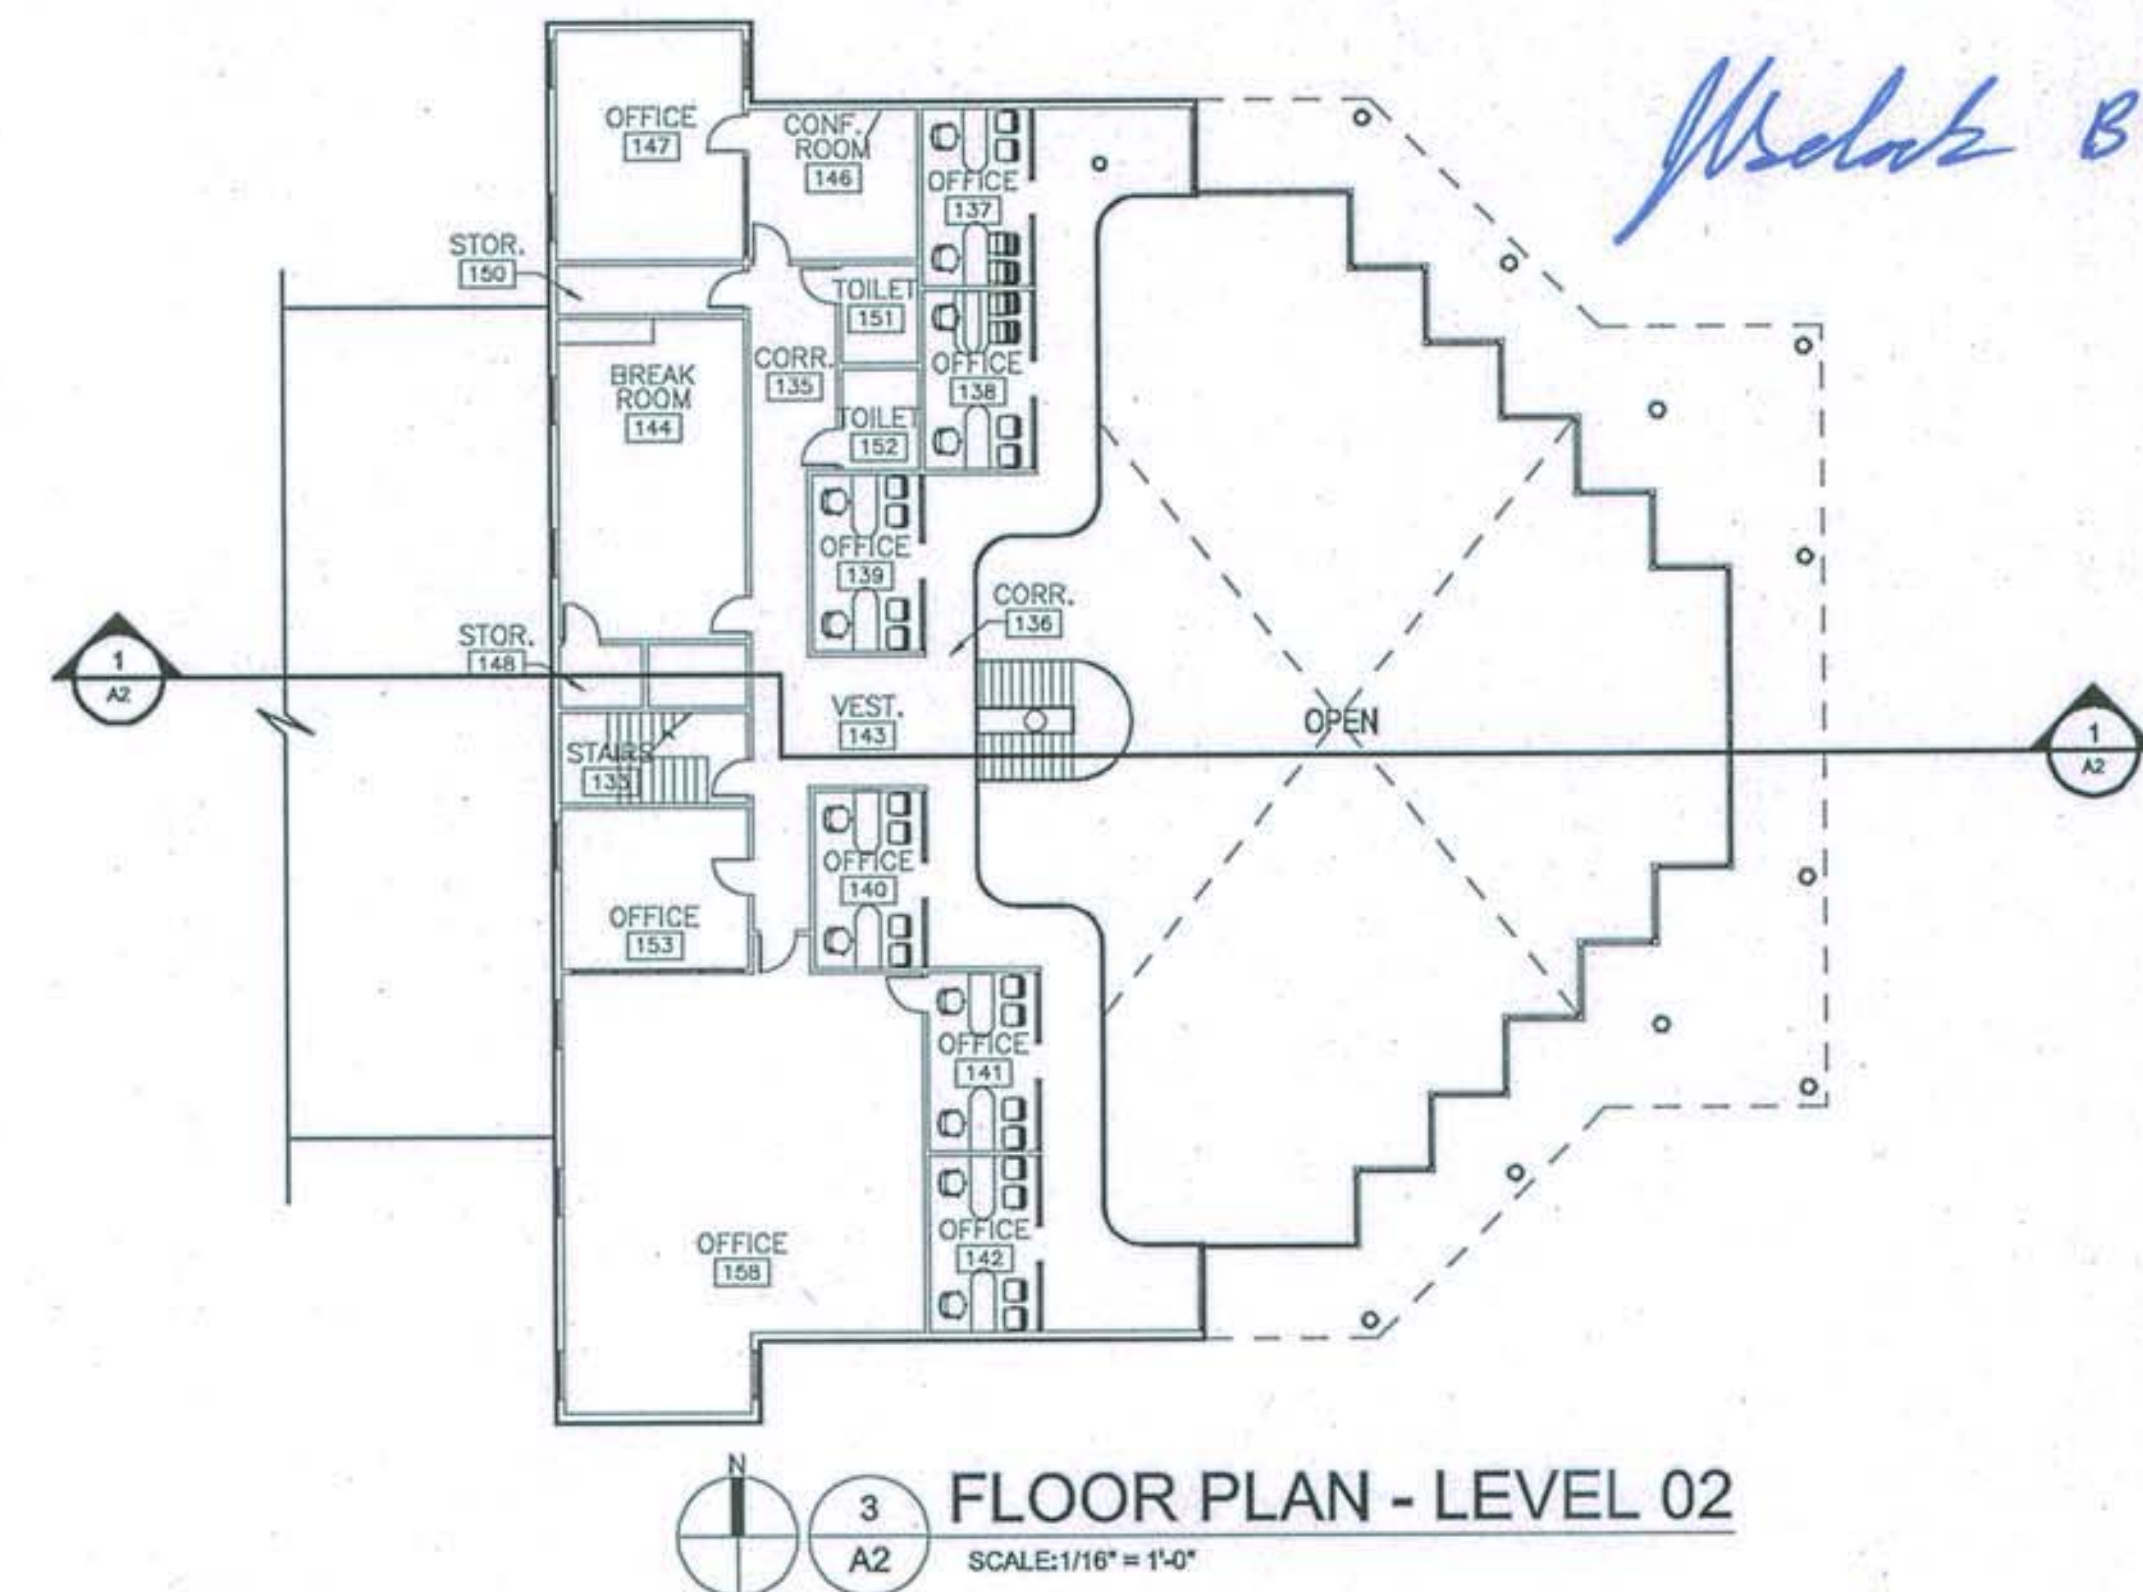 OFFICE
147
CONF.
ROOM
146
OFFICE
137
STOR.
150
TOILET
151
CORR.
135
OFFICE
138
BREAK
ROOM
144
TOILET
152
OFFICE
139
CORR.
136
STOR.
148
1
A2
VEST.
143
OPEN
1
A2
STAIRS
133
OFFICE
140
OFFICE
153
OFFICE
141
OFFICE
142
OFFICE
158
N
3
A2
FLOOR PLAN - LEVEL 02
SCALE:1/16" = 1'-0"
B